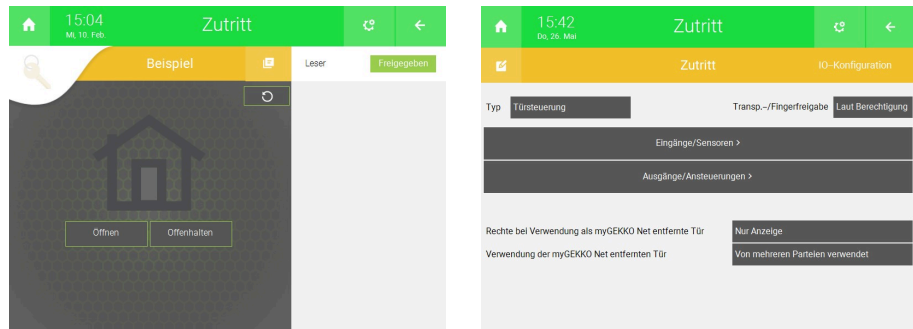 15:04
Mi, 10. Feb.
Zutritt
Beispiel
Leser
Freigegeben
Öffnen
Offenhalten
15:42
Do, 26. Mai
Zutritt
Zutritt
IO-Konfiguration
Typ
Türsteuerung
Transp.-/Fingerfreigabe
Laut Berechtigung
Eingänge/Sensoren >
Ausgänge/Ansteuerungen >
Rechte bei Verwendung als myGEKKO Net entfernte Tür
Nur Anzeige
Verwendung der myGEKKO Net entfernten Tür
Von mehreren Parteien verwendet